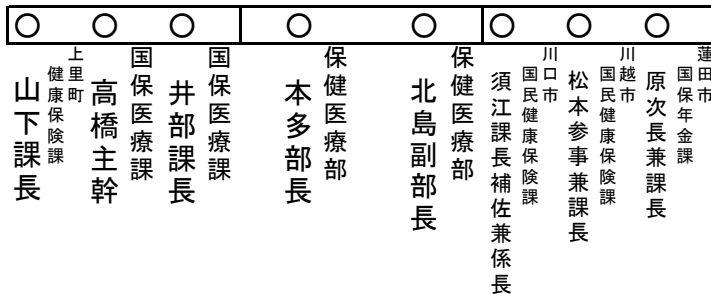 蓮田市
国保年金課
原次長兼課長
川越市
国民健康保険課
松本参事兼課長
川口市
国民健康保険課
須江課長補佐兼係長
保健医療部
北島副部長
保健医療部
本多部長
国保医療課
井部課長
国保医療課
高橋主幹
上里町
健康保険課
山下課長